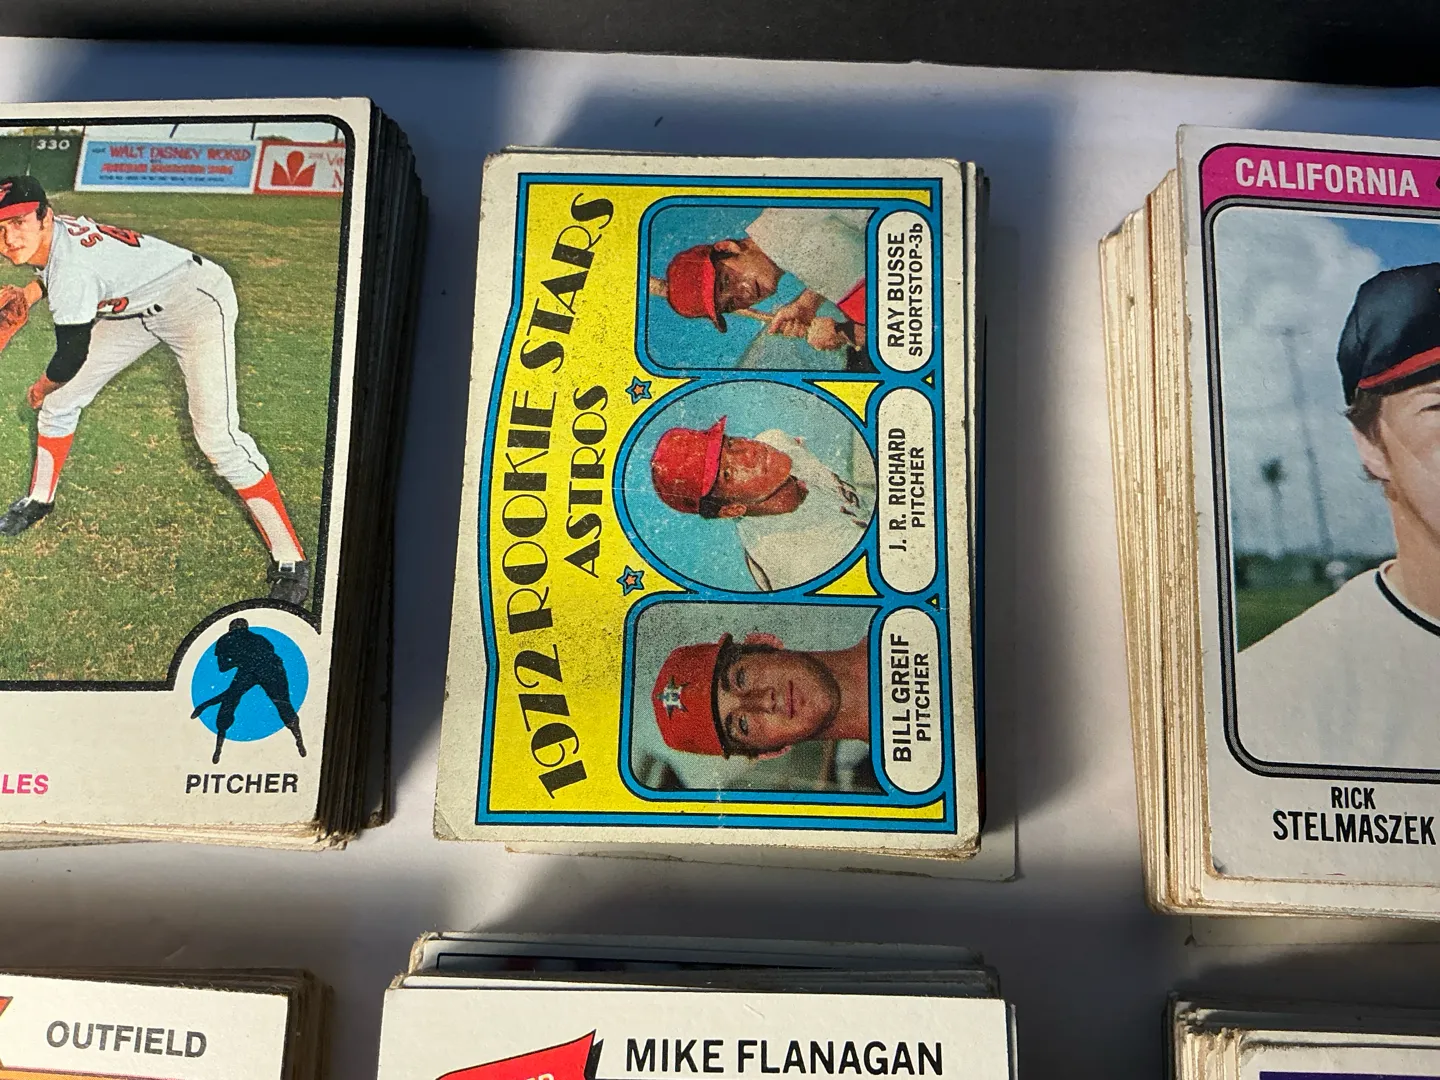 330
WALT DISNEY WORLD
LES
PITCHER
1972 ROOKIE STARS
ASTROS
RAY BUSSE
SHORTSTOP-3b
J. R. RICHARD
PITCHER
BILL GREIF
PITCHER
CALIFORNIA
RICK
STELMASZEK
OUTFIELD
MIKE FLANAGAN